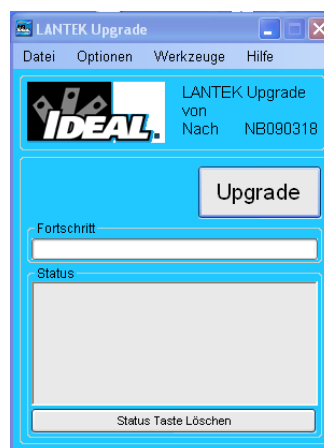 LANTEK Upgrade
Datei Optionen Werkzeuge Hilfe
IDEAL.
LANTEK Upgrade
von
Nach NB090318
Upgrade
Fortschritt
Status
Status Taste Löschen